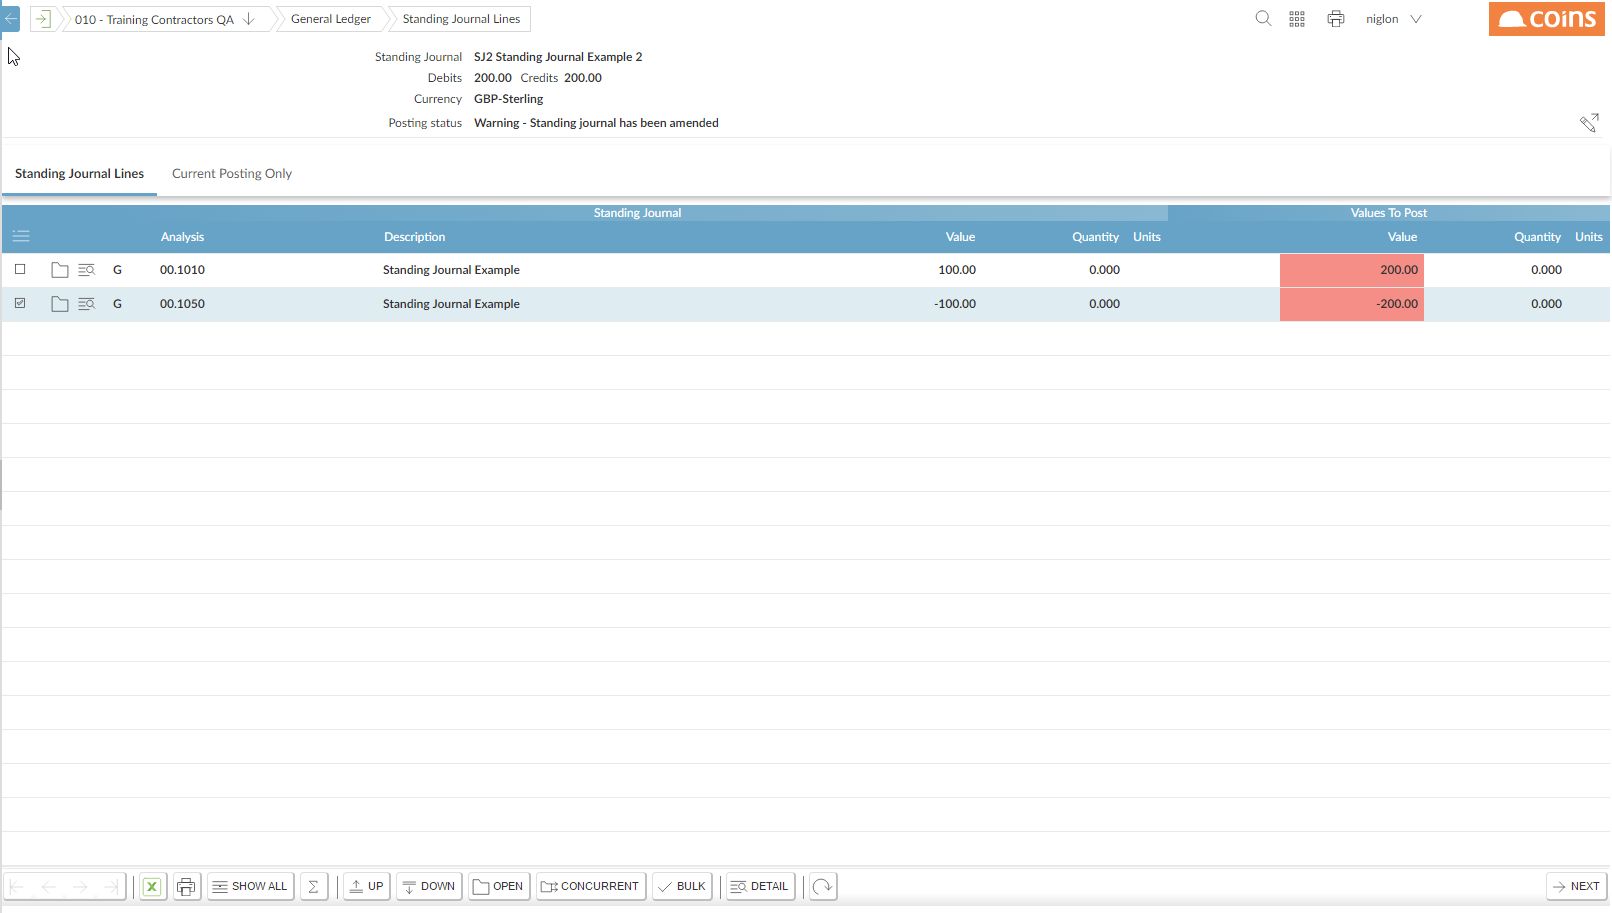 010 - Training Contractors QA
General Ledger
Standing Journal Lines
niglon
coins
Standing Journal SJ2 Standing Journal Example 2
Debits 200.00 Credits 200.00
Currency GBP-Sterling
Posting status Warning - Standing journal has been amended
Standing Journal Lines
Current Posting Only
Standing Journal Values To Post
Analysis Description Value Quantity Units Value Quantity Units
G 00.1010 Standing Journal Example 100.00 0.000 200.00 0.000
G 00.1050 Standing Journal Example -100.00 0.000 -200.00 0.000
X SHOW ALL Σ UP DOWN OPEN CONCURRENT BULK DETAIL NEXT